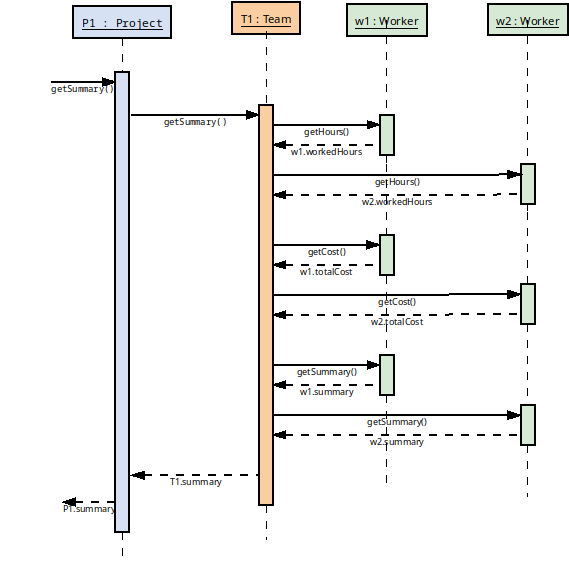 P1 : Project
T1 : Team
w1 : Worker
w2 : Worker
getSummary()
getSummary()
getHours()
w1.workedHours
getHours()
w2.workedHours
getCost()
w1.totalCost
getCost()
w2.totalCost
getSummary()
w1.summary
getSummary()
w2.summary
T1.summary
P1.summary